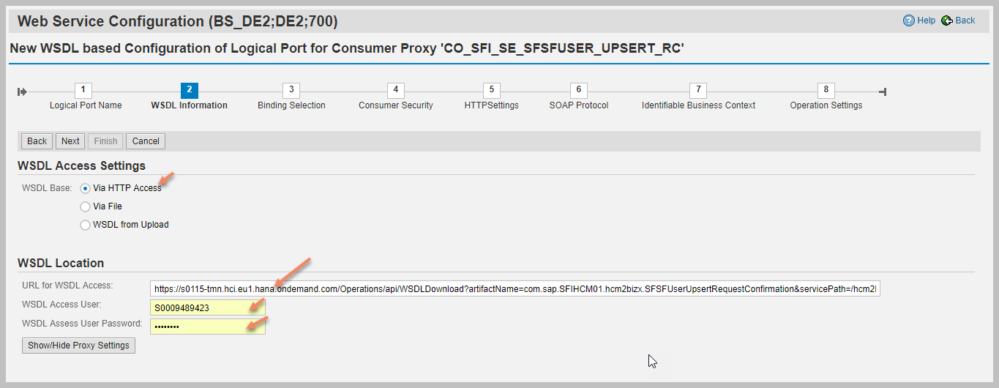 Web Service Configuration (BS_DE2;DE2;700)
Help Back
New WSDL based Configuration of Logical Port for Consumer Proxy 'CO_SFI_SE_SFSFUSER_UPSERT_RC'
1 2 3 4 5 6 7 8
Logical Port Name WSDL Information Binding Selection Consumer Security HTTPSettings SOAP Protocol Identifiable Business Context Operation Settings
Back Next Finish Cancel
WSDL Access Settings
WSDL Base: Via HTTP Access
Via File
WSDL from Upload
WSDL Location
URL for WSDL Access: https://s0115-tmn.hci.eu1.hana.ondemand.com/Operations/api/WSDLDownload?artifactName=com.sap.SFIHCM01.hcm2bizx.SFSFUserUpsertRequestConfirmation&servicePath=/hcm2
WSDL Access User: S0009489423
WSDL Assess User Password: ••••••••
Show/Hide Proxy Settings